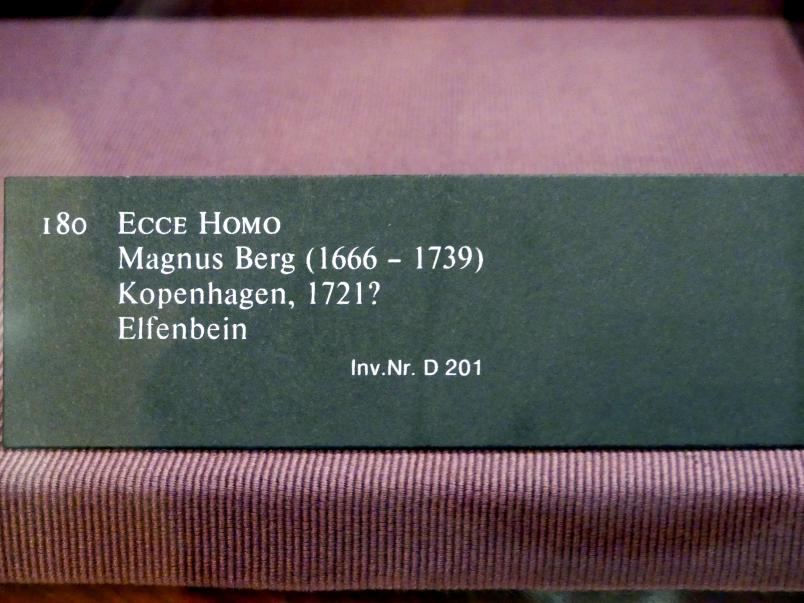 180 Ecce Homo
Magnus Berg (1666 – 1739)
Kopenhagen, 1721?
Elfenbein
Inv.Nr. D 201